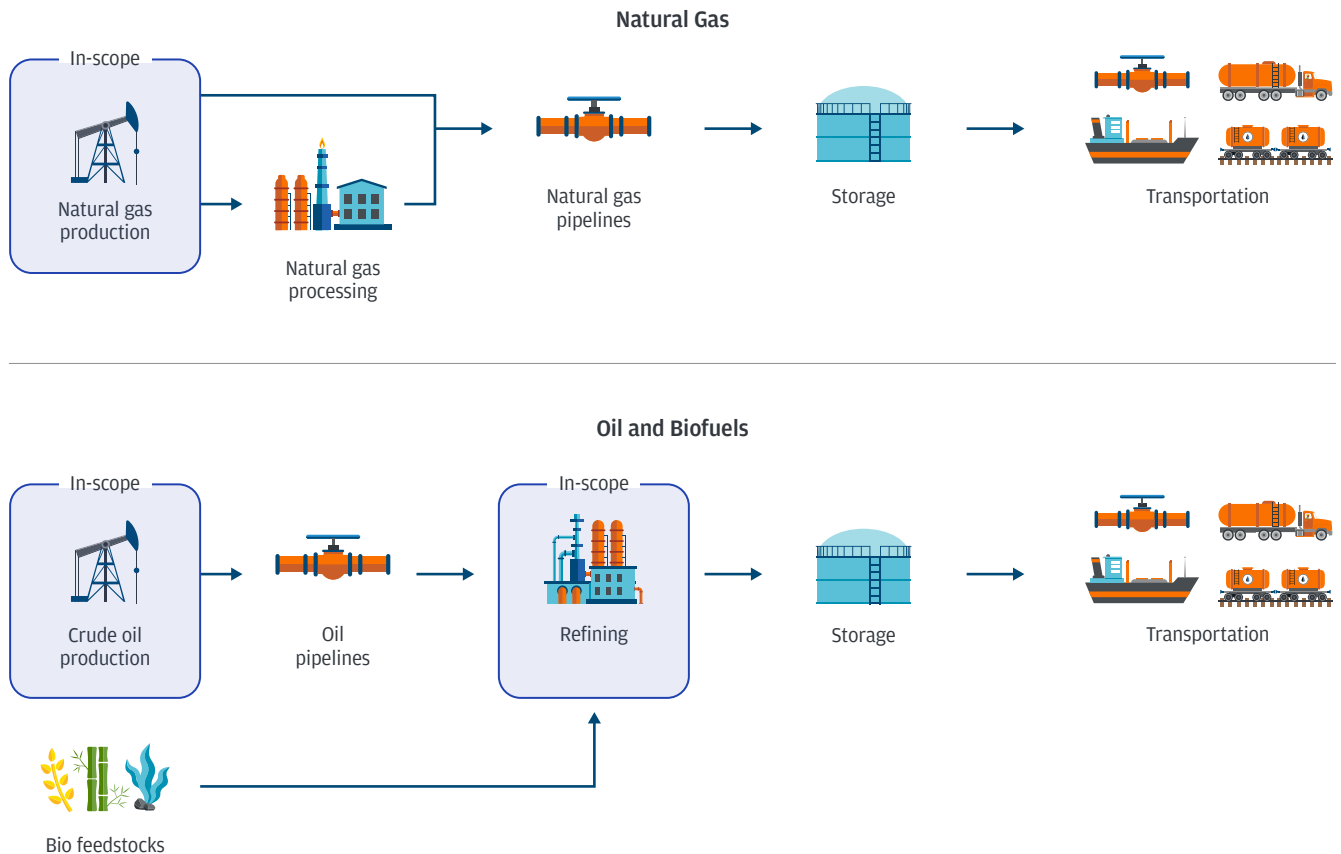 Natural Gas
In-scope
Natural gas
production
Natural gas
processing
Natural gas
pipelines
Storage
Transportation
Oil and Biofuels
In-scope
Crude oil
production
Oil
pipelines
In-scope
Refining
Storage
Transportation
Bio feedstocks